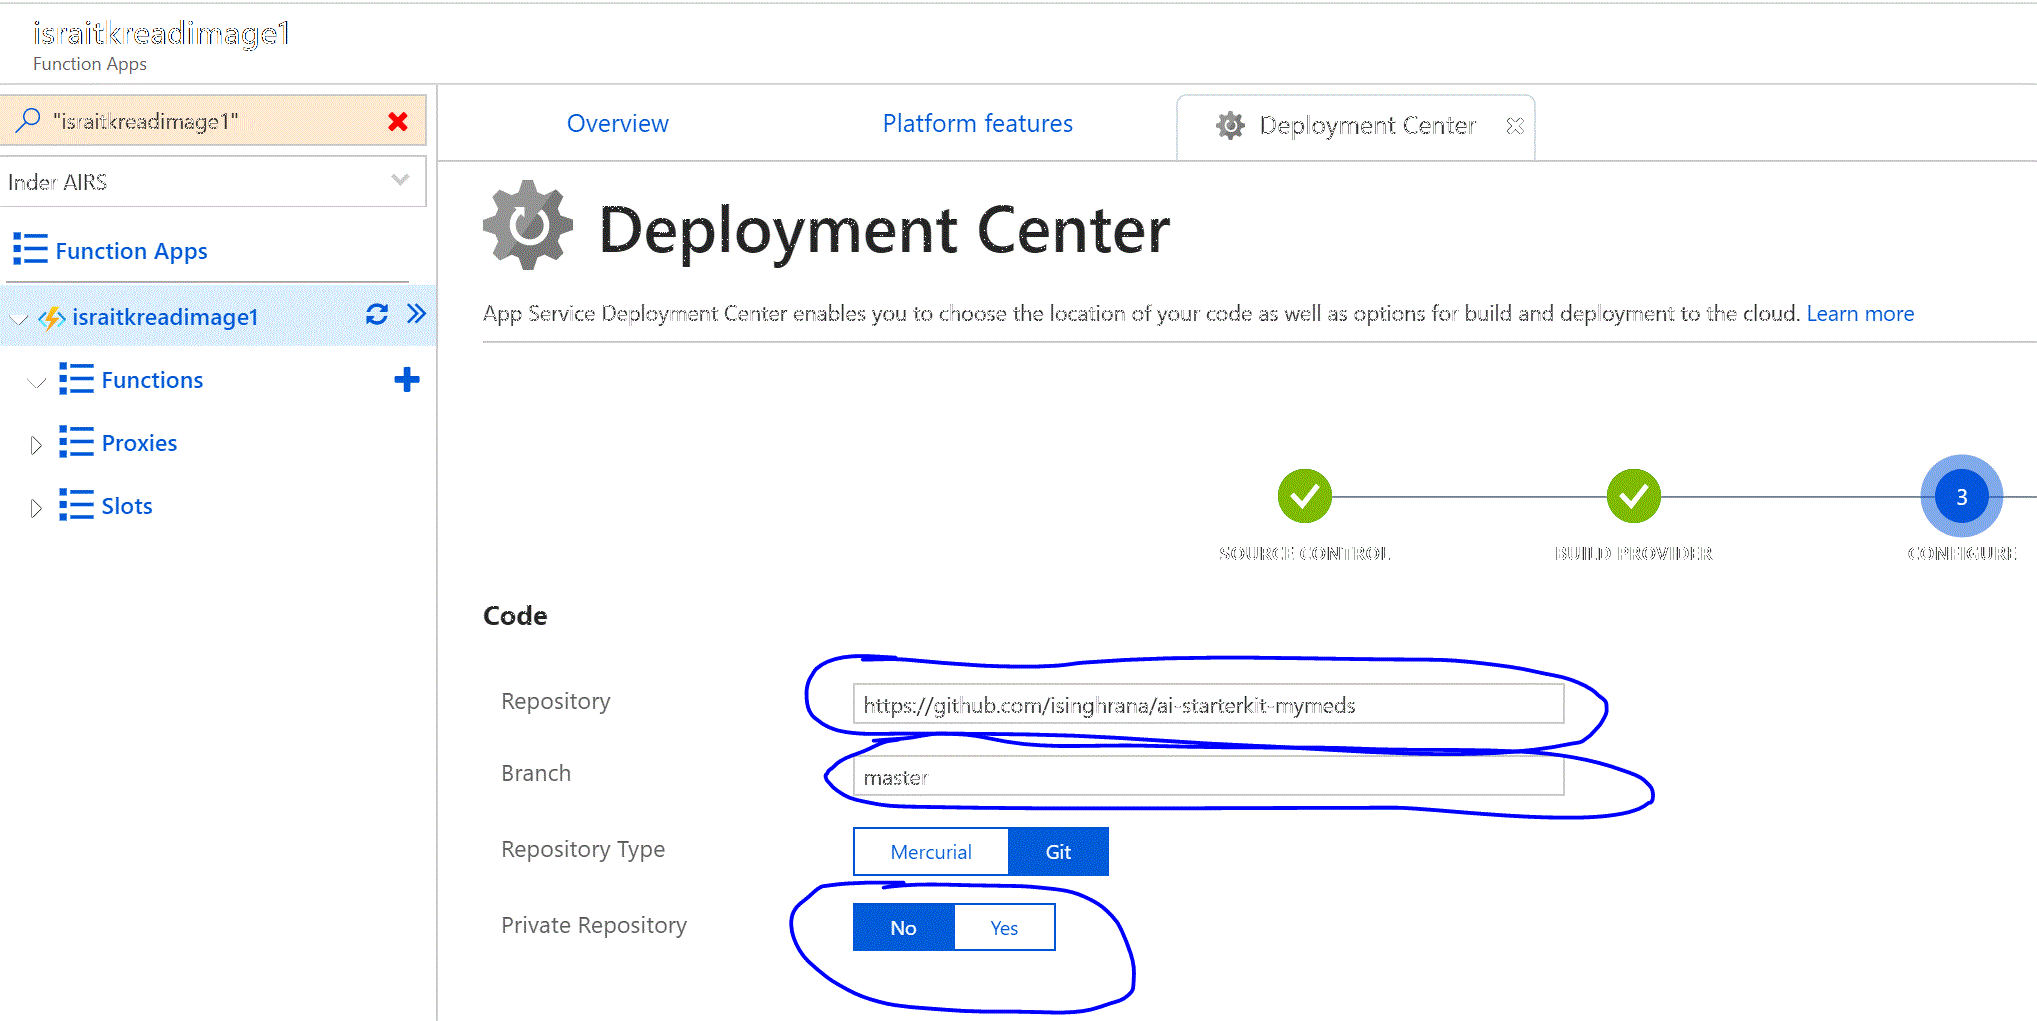 israitkreadimage1
Function Apps
"israitkreadimage1"
Inder AIRS
Function Apps
israitkreadimage1
Functions
Proxies
Slots
Overview
Platform features
Deployment Center
Deployment Center
App Service Deployment Center enables you to choose the location of your code as well as options for build and deployment to the cloud. Learn more
3
SOURCE CONTROL
BUILD PROVIDER
CONFIGURE
Code
Repository
https://github.com/isinghrana/ai-starterkit-mymeds
Branch
master
Repository Type
Mercurial Git
Private Repository
No Yes